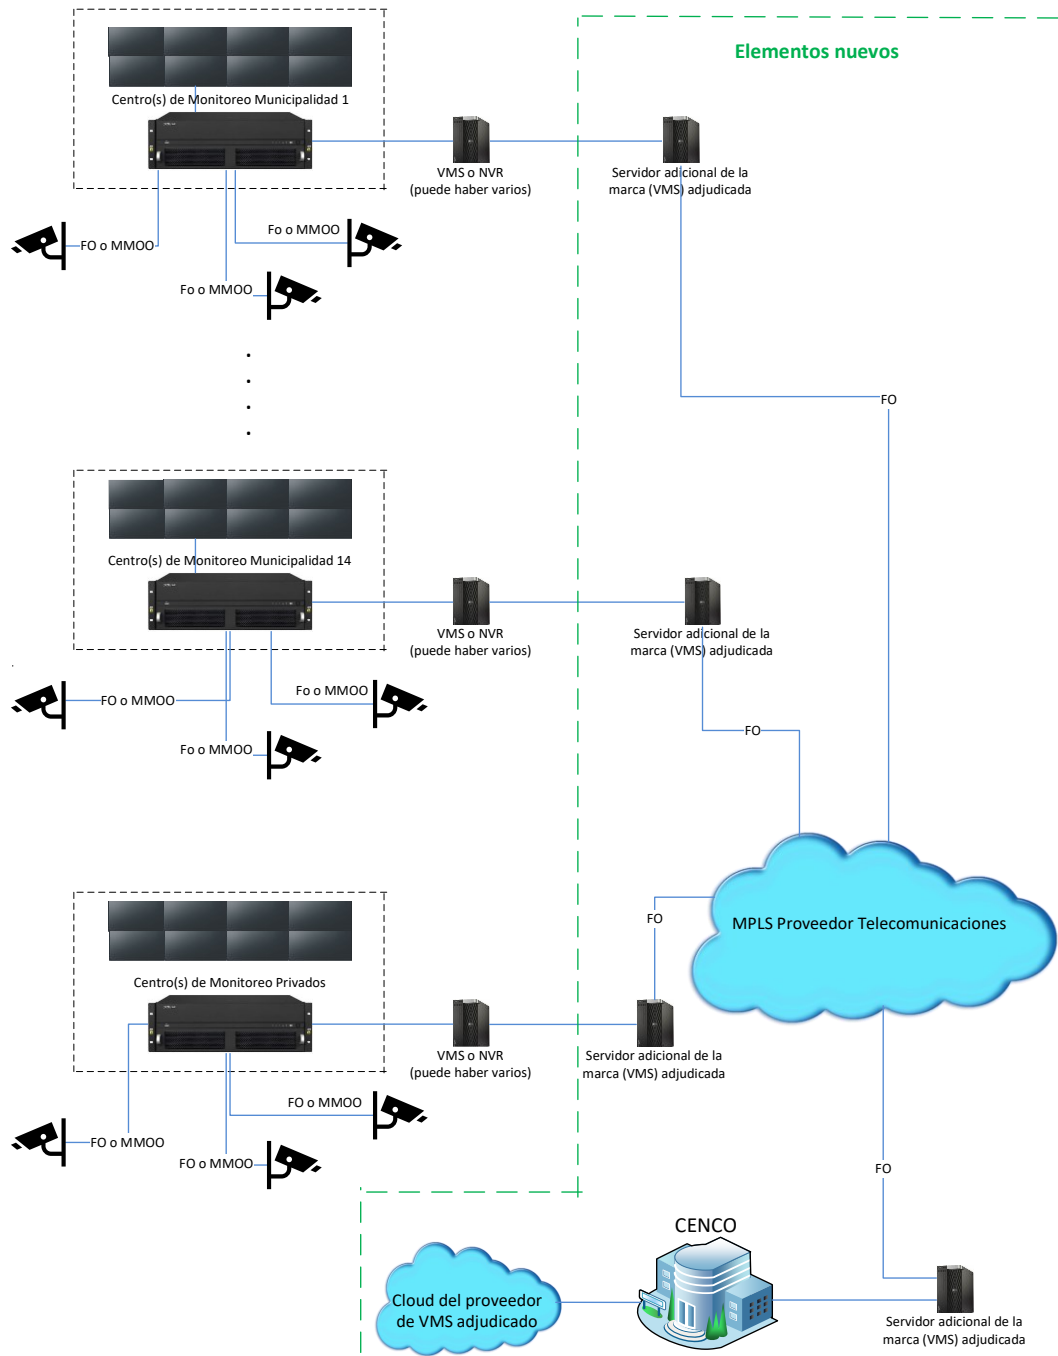 Elementos nuevos
Centro(s) de Monitoreo Municipalidad 1
VMS o NVR
(puede haber varios)
Servidor adicional de la
marca (VMS) adjudicada
FO o MMOO
Fo o MMOO
Fo o MMOO
FO
Centro(s) de Monitoreo Municipalidad 14
VMS o NVR
(puede haber varios)
Servidor adicional de la
marca (VMS) adjudicada
FO o MMOO
Fo o MMOO
Fo o MMOO
FO
MPLS Proveedor Telecomunicaciones
FO
Centro(s) de Monitoreo Privados
VMS o NVR
(puede haber varios)
Servidor adicional de la
marca (VMS) adjudicada
FO o MMOO
FO o MMOO
FO o MMOO
FO
CENCO
Cloud del proveedor
de VMS adjudicado
Servidor adicional de la
marca (VMS) adjudicada